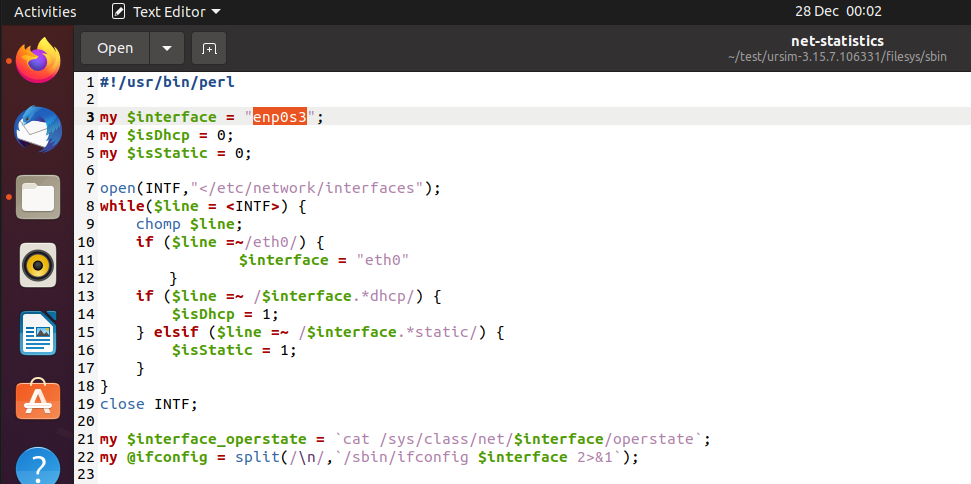 Activities Text Editor 28 Dec 00:02
Open net-statistics
~/test/ursim-3.15.7.106331/filesys/sbin
1 #!/usr/bin/perl
2
3 my $interface = "enp0s3";
4 my $isDhcp = 0;
5 my $isStatic = 0;
6
7 open(INTF,"</etc/network/interfaces");
8 while($line = <INTF>) {
9     chomp $line;
10     if ($line =~/eth0/) {
11                 $interface = "eth0"
12         }
13     if ($line =~ /$interface.*dhcp/) {
14         $isDhcp = 1;
15     } elsif ($line =~ /$interface.*static/) {
16         $isStatic = 1;
17     }
18 }
19 close INTF;
20
21 my $interface_operstate = `cat /sys/class/net/$interface/operstate`;
22 my @ifconfig = split(/\n/,`/sbin/ifconfig $interface 2>&1`);
23